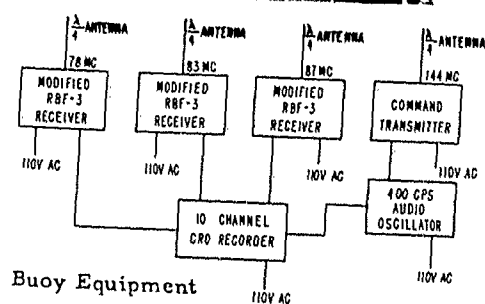 λ/4 ANTENNA
λ/4 ANTENNA
λ/4 ANTENNA
λ/4 ANTENNA
78 MC
83 MC
87 MC
144 MC
MODIFIED
RBF-3
RECEIVER
MODIFIED
RBF-3
RECEIVER
MODIFIED
RBF-3
RECEIVER
COMMAND
TRANSMITTER
110V AC
110V AC
110V AC
110V AC
10 CHANNEL
CRO RECORDER
400 CPS
AUDIO
OSCILLATOR
110V AC
110V AC
Buoy Equipment